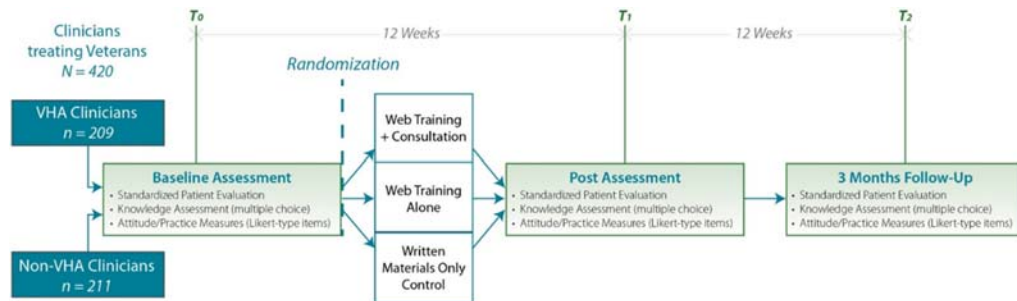 T₀
T₁
T₂
12 Weeks
12 Weeks
Clinicians
treating Veterans
N = 420
Randomization
VHA Clinicians
n = 209
Web Training
+ Consultation
Baseline Assessment
• Standardized Patient Evaluation
• Knowledge Assessment (multiple choice)
• Attitude/Practice Measures (Likert-type items)
Web Training
Alone
Post Assessment
• Standardized Patient Evaluation
• Knowledge Assessment (multiple choice)
• Attitude/Practice Measures (Likert-type items)
3 Months Follow-Up
• Standardized Patient Evaluation
• Knowledge Assessment (multiple choice)
• Attitude/Practice Measures (Likert-type items)
Written
Materials Only
Control
Non-VHA Clinicians
n = 211